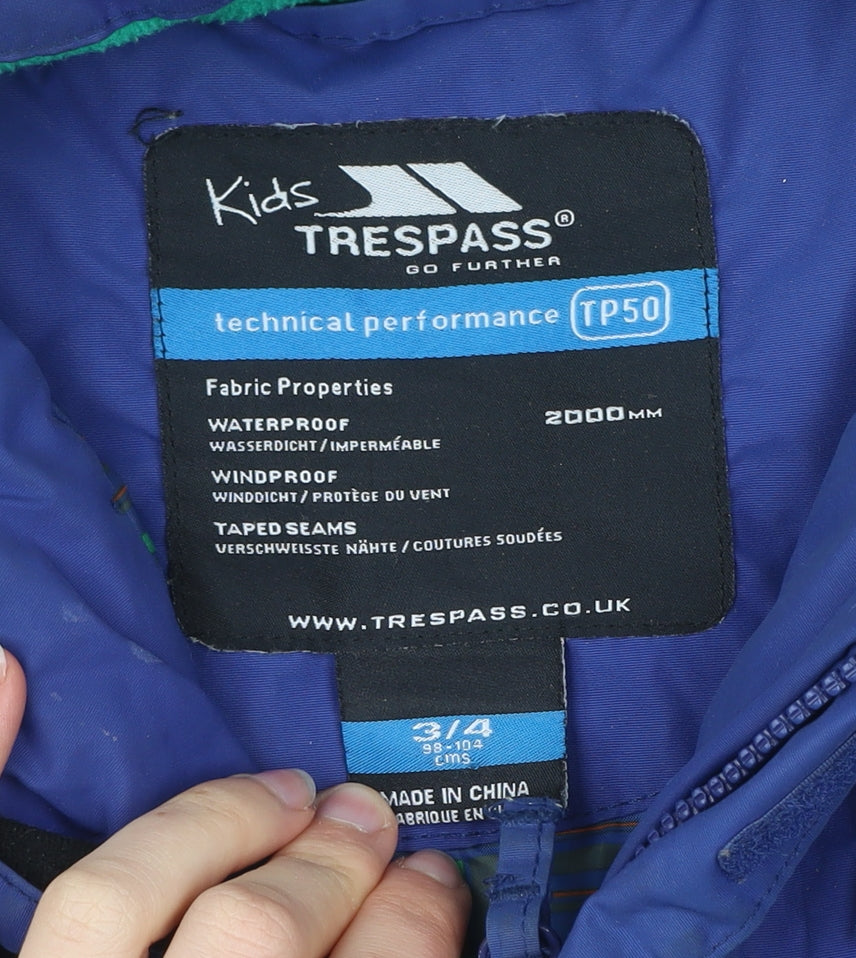 Kids
TRESPASS®
GO FURTHER
technical performance TP50
Fabric Properties
WATERPROOF 2000MM
WASSERDICHT / IMPERMÉABLE
WINDPROOF
WINDDICHT / PROTÈGE DU VENT
TAPED SEAMS
VERSCHWEISSTE NÄHTE / COUTURES SOUDÉES
WWW.TRESPASS.CO.UK
3/4
98-104
cms
MADE IN CHINA
EN